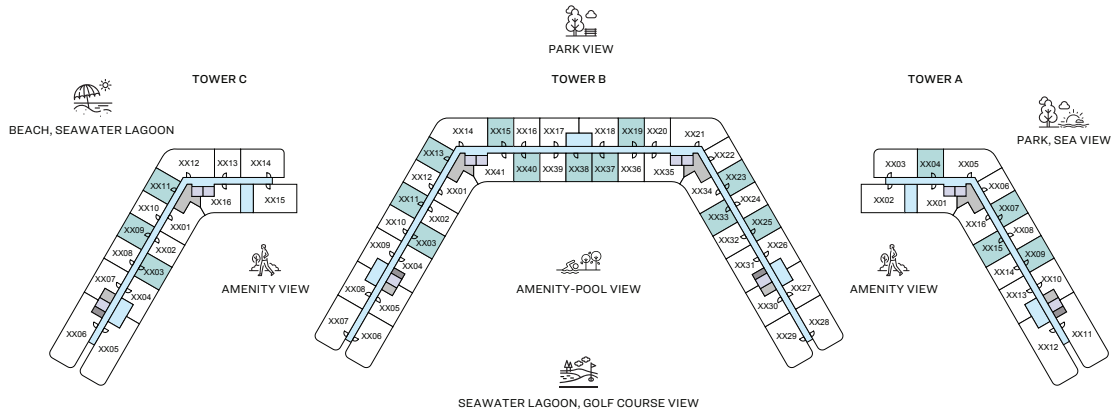 PARK VIEW
TOWER C
TOWER B
TOWER A
BEACH, SEAWATER LAGOON
PARK, SEA VIEW
XX12
XX13
XX14
XX11
XX10
XX09
XX08
XX07
XX06
XX16
XX15
XX01
XX02
XX03
XX04
XX05
AMENITY VIEW
XX14
XX15
XX16
XX17
XX18
XX19
XX20
XX21
XX13
XX12
XX11
XX10
XX09
XX08
XX07
XX41
XX40
XX39
XX38
XX37
XX36
XX35
XX01
XX02
XX03
XX04
XX05
XX06
XX22
XX23
XX24
XX25
XX26
XX27
XX28
XX34
XX33
XX32
XX31
XX30
XX29
AMENITY-POOL VIEW
AMENITY VIEW
XX03
XX04
XX05
XX02
XX01
XX06
XX07
XX08
XX09
XX10
XX11
XX16
XX15
XX14
XX13
XX12
SEAWATER LAGOON, GOLF COURSE VIEW